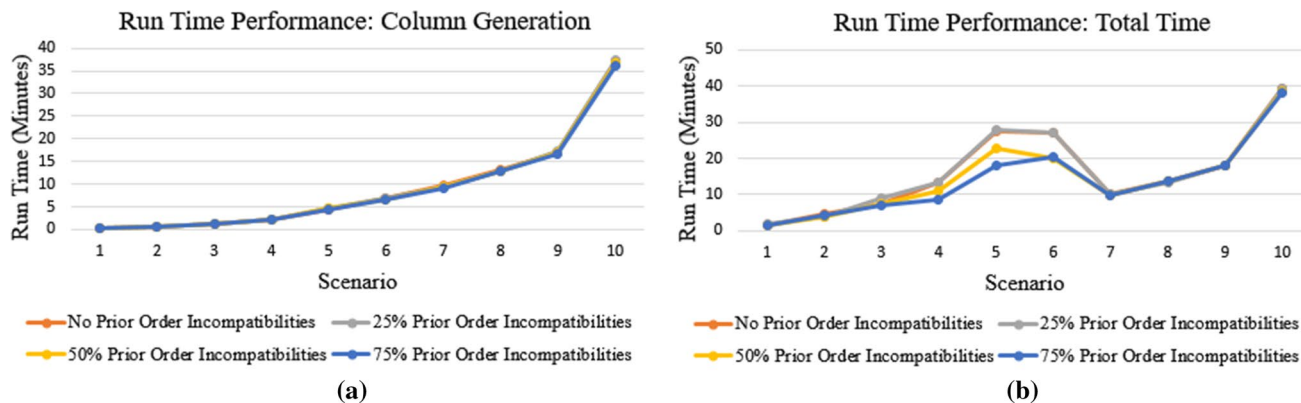 Run Time Performance: Column Generation
Run Time (Minutes)
40
35
30
25
20
15
10
5
0
1 2 3 4 5 6 7 8 9 10
Scenario
No Prior Order Incompatibilities
25% Prior Order Incompatibilities
50% Prior Order Incompatibilities
75% Prior Order Incompatibilities
(a)
Run Time Performance: Total Time
Run Time (Minutes)
50
40
30
20
10
0
1 2 3 4 5 6 7 8 9 10
Scenario
No Prior Order Incompatibilities
25% Prior Order Incompatibilities
50% Prior Order Incompatibilities
75% Prior Order Incompatibilities
(b)